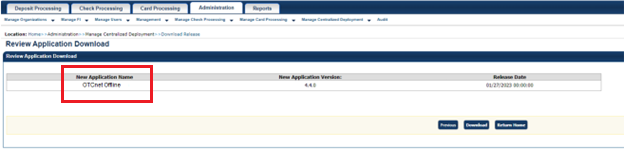 Deposit Processing Check Processing Card Processing Administration Reports
Manage Organizations Manage FI Manage Users Management Manage Check Processing Manage Card Processing Manage Centralized Deployment Audit
Location: Home>>Administration>>Manage Centralized Deployment>>Download Release
Review Application Download
Review Application Download
New Application Name New Application Version: Release Date
OTCnet Offline 4.4.0 01/27/2023 00:00:00
Previous Download Return Home